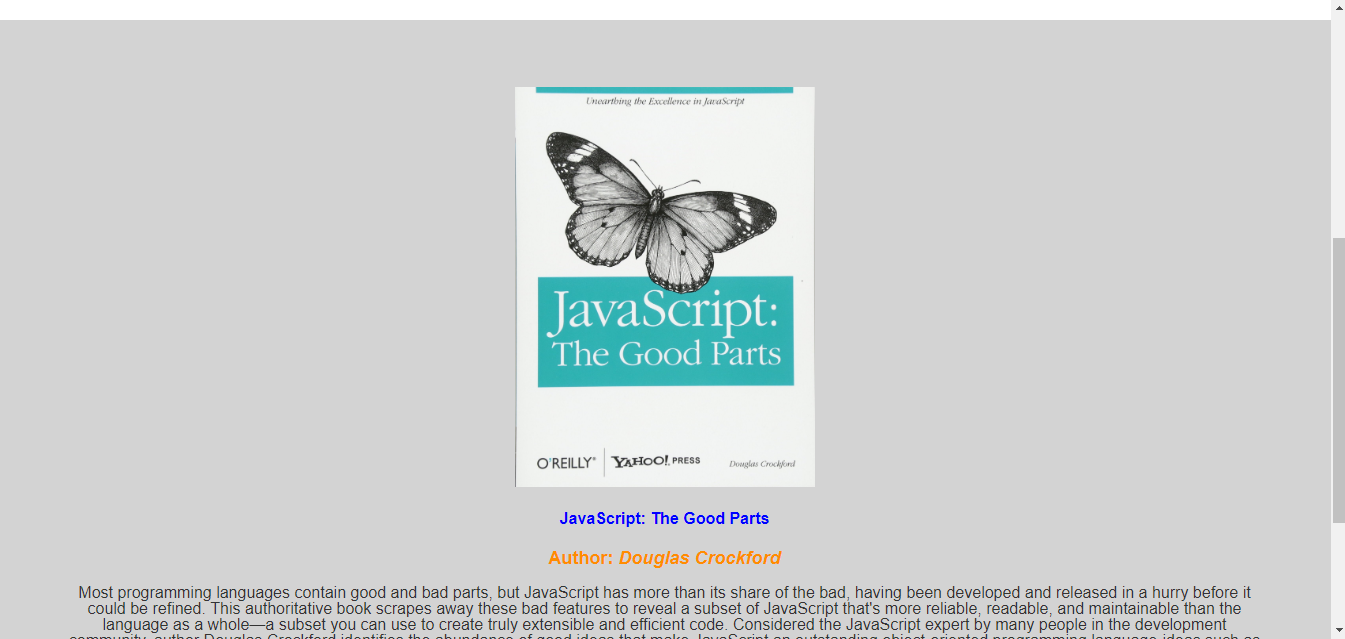 Unearthing the Excellence in JavaScript
JavaScript:
The Good Parts
O'REILLY® YAHOO! PRESS Douglas Crockford
JavaScript: The Good Parts
Author: Douglas Crockford
Most programming languages contain good and bad parts, but JavaScript has more than its share of the bad, having been developed and released in a hurry before it
could be refined. This authoritative book scrapes away these bad features to reveal a subset of JavaScript that's more reliable, readable, and maintainable than the
language as a whole—a subset you can use to create truly extensible and efficient code. Considered the JavaScript expert by many people in the development
community, author Douglas Crockford identifies the abundance of good ideas that make JavaScript an outstanding object-oriented programming language-ideas such as